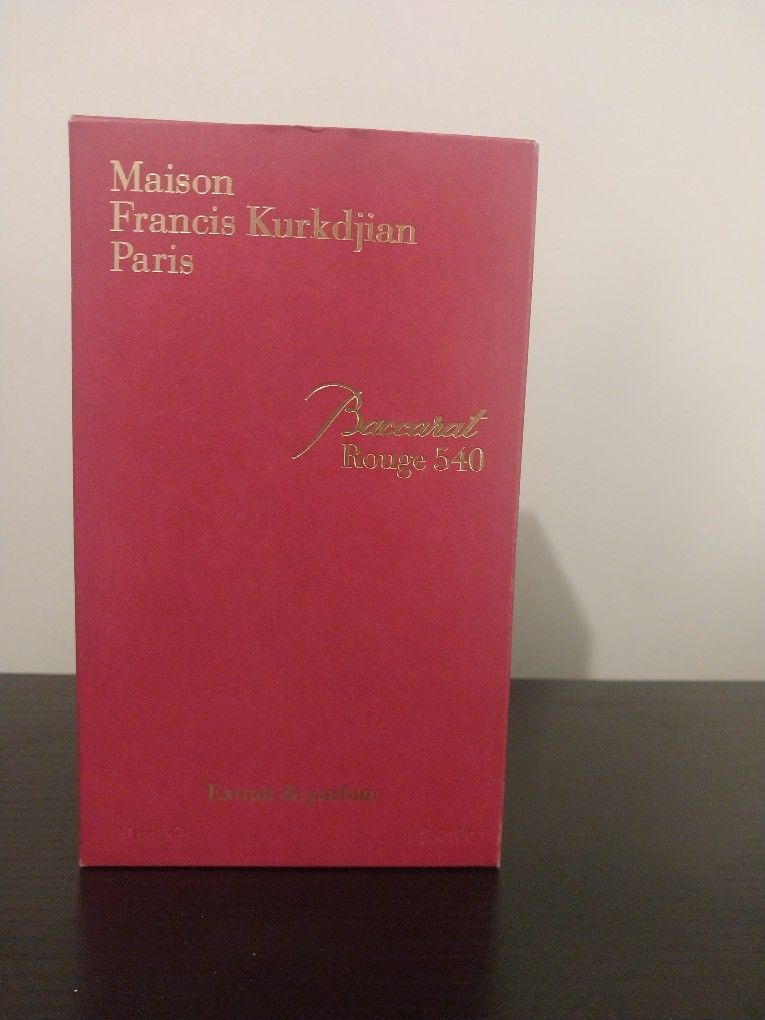 Maison
Francis Kurkdjian
Paris
Baccarat
Rouge 540
Extrait de parfum